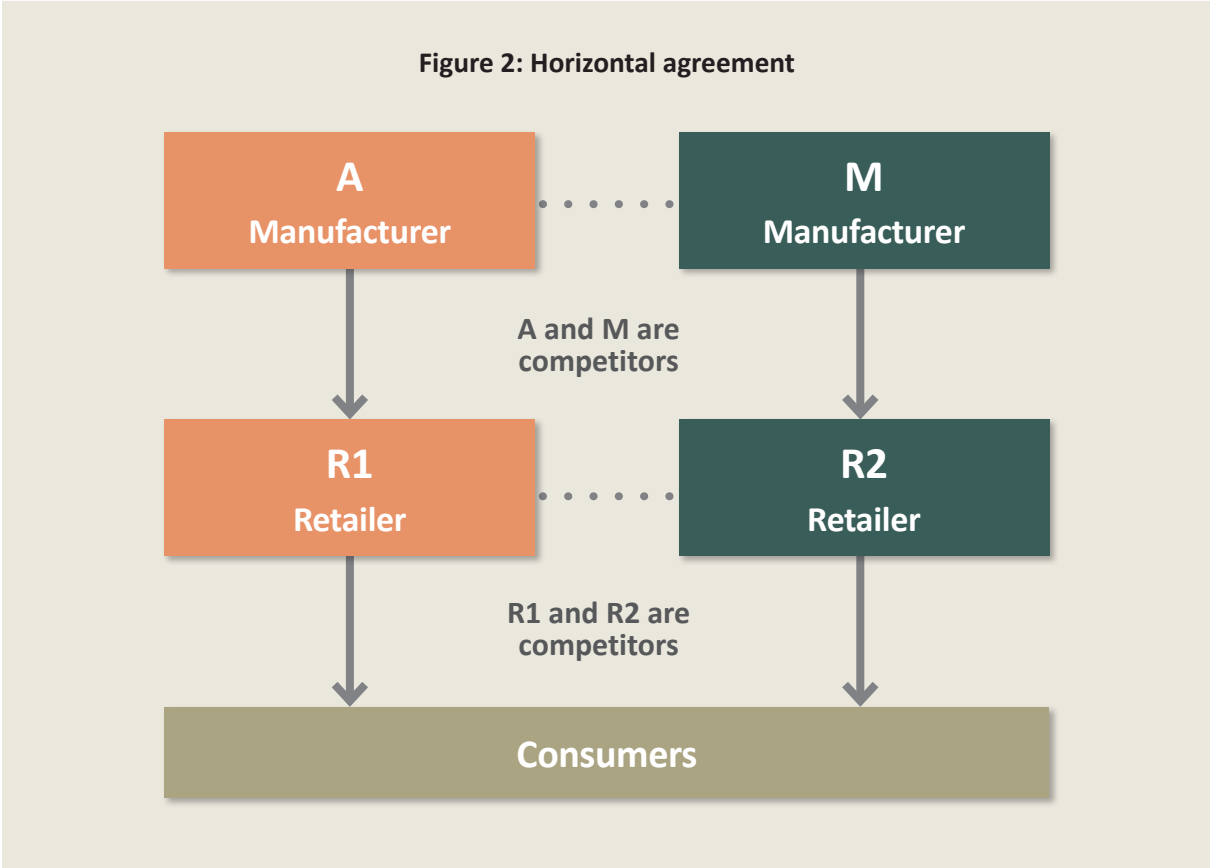 Figure 2: Horizontal agreement
A
Manufacturer
M
Manufacturer
A and M are
competitors
R1
Retailer
R2
Retailer
R1 and R2 are
competitors
Consumers